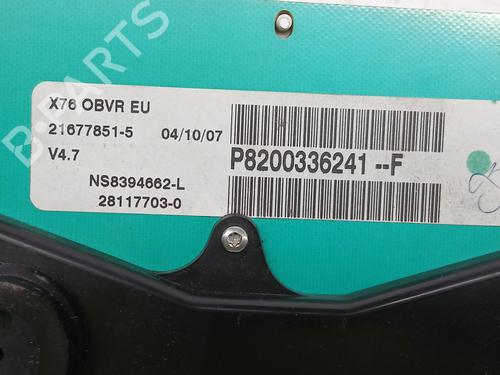 B-PARTS
X76 OBVR EU
21677851-5 04/10/07
V4.7
P8200336241 --F
NS8394662-L
28117703-0